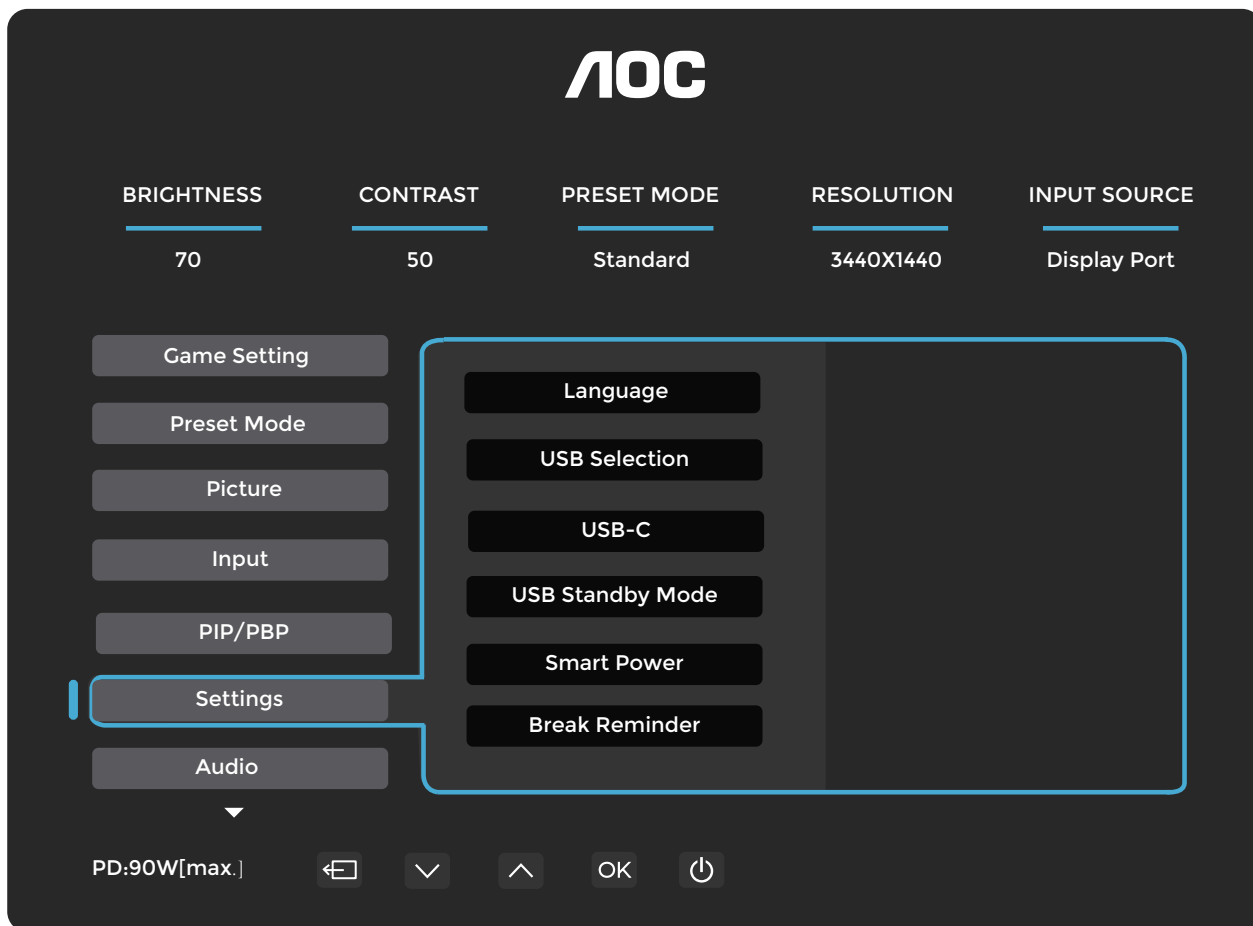 AOC
BRIGHTNESS CONTRAST PRESET MODE RESOLUTION INPUT SOURCE
70 50 Standard 3440X1440 Display Port
Game Setting
Preset Mode
Picture
Input
PIP/PBP
Settings
Audio
Language
USB Selection
USB-C
USB Standby Mode
Smart Power
Break Reminder
PD:90W[max.]
OK